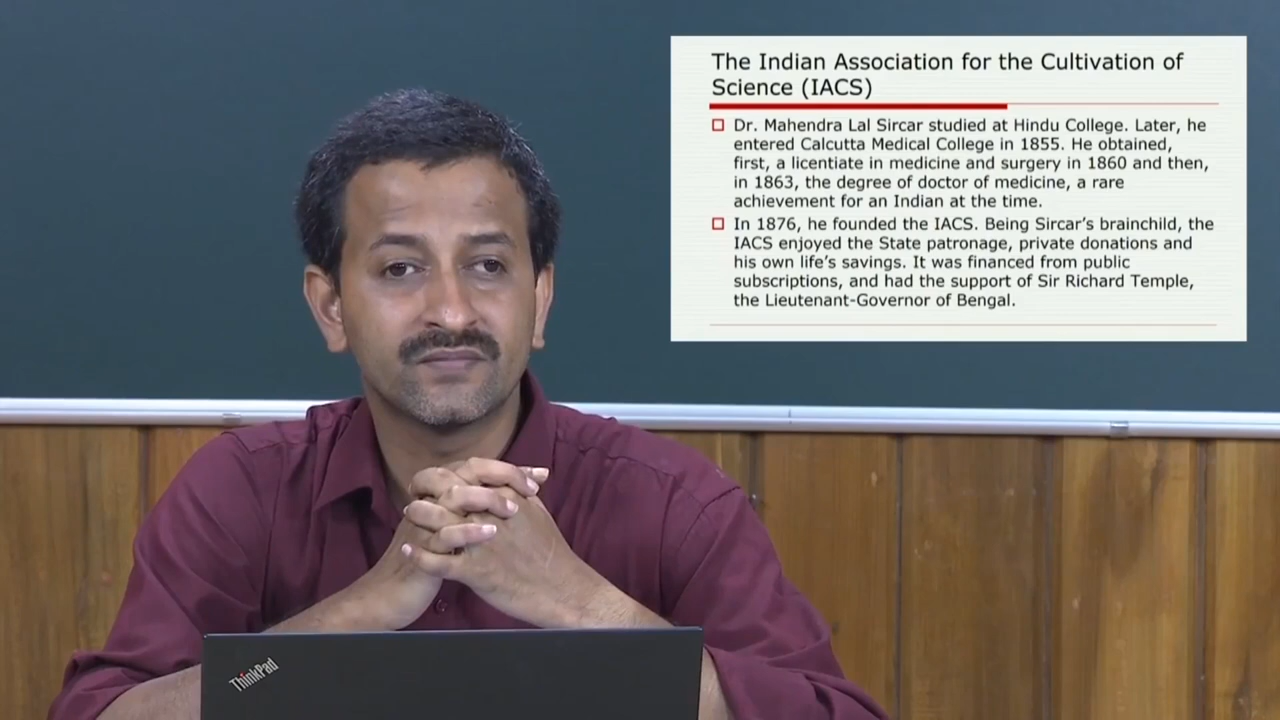 The Indian Association for the Cultivation of
Science (IACS)
Dr. Mahendra Lal Sircar studied at Hindu College. Later, he
entered Calcutta Medical College in 1855. He obtained,
first, a licentiate in medicine and surgery in 1860 and then,
in 1863, the degree of doctor of medicine, a rare
achievement for an Indian at the time.
In 1876, he founded the IACS. Being Sircar's brainchild, the
IACS enjoyed the State patronage, private donations and
his own life's savings. It was financed from public
subscriptions, and had the support of Sir Richard Temple,
the Lieutenant-Governor of Bengal.
ThinkPad